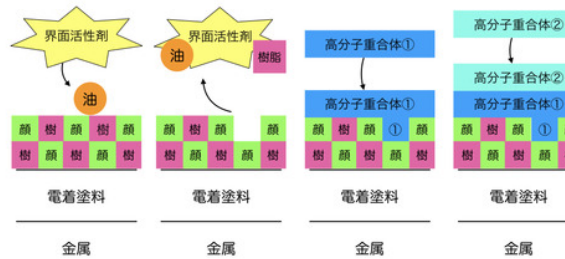 界面活性剤
油
顔 樹 顔 樹 顔
樹 顔 樹 顔 樹
電着塗料
金属
界面活性剤
油
樹脂
顔 樹 顔 顔
樹 顔 樹 顔 樹
電着塗料
金属
高分子重合体①
高分子重合体①
顔 樹 顔 ① 顔
樹 顔 樹 顔 樹
電着塗料
金属
高分子重合体②
高分子重合体②
高分子重合体①
顔 樹 顔 ① 顔
樹 顔 樹 顔 樹
電着塗料
金属